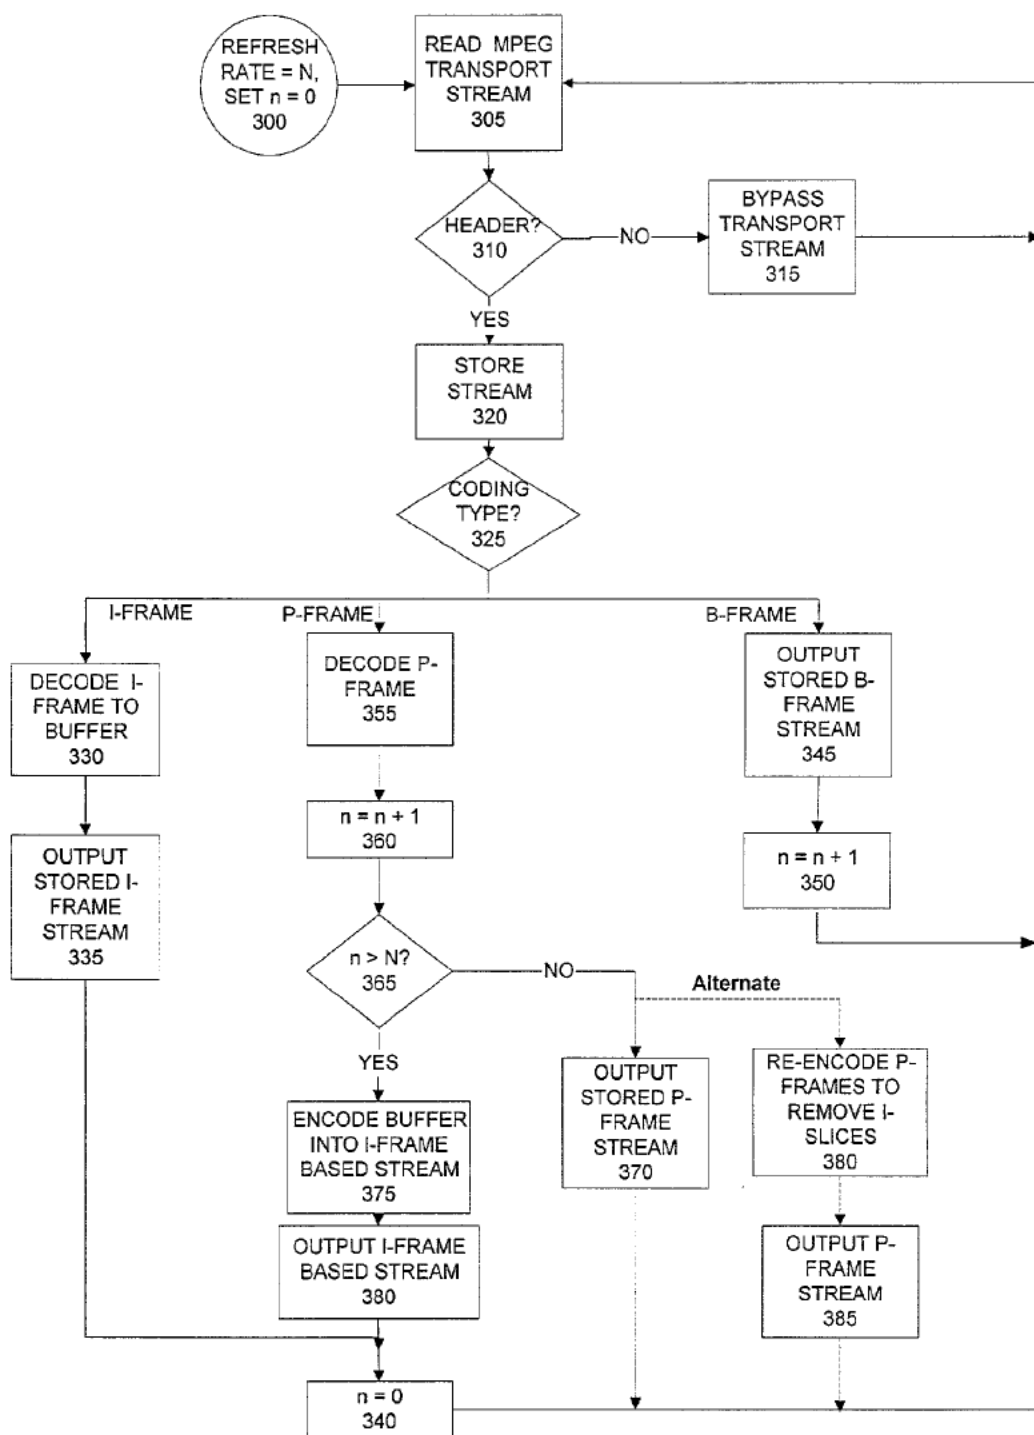 REFRESH
RATE = N,
SET n = 0
300
READ MPEG
TRANSPORT
STREAM
305
HEADER?
310
NO
BYPASS
TRANSPORT
STREAM
315
YES
STORE
STREAM
320
CODING
TYPE?
325
I-FRAME
P-FRAME
B-FRAME
DECODE I-
FRAME TO
BUFFER
330
DECODE P-
FRAME
355
OUTPUT
STORED B-
FRAME
STREAM
345
n = n + 1
360
OUTPUT
STORED I-
FRAME
STREAM
335
n = n + 1
350
n > N?
365
NO
Alternate
YES
ENCODE BUFFER
INTO I-FRAME
BASED STREAM
375
OUTPUT
STORED P-
FRAME
STREAM
370
RE-ENCODE P-
FRAMES TO
REMOVE I-
SLICES
380
OUTPUT I-FRAME
BASED STREAM
380
OUTPUT P-
FRAME
STREAM
385
n = 0
340